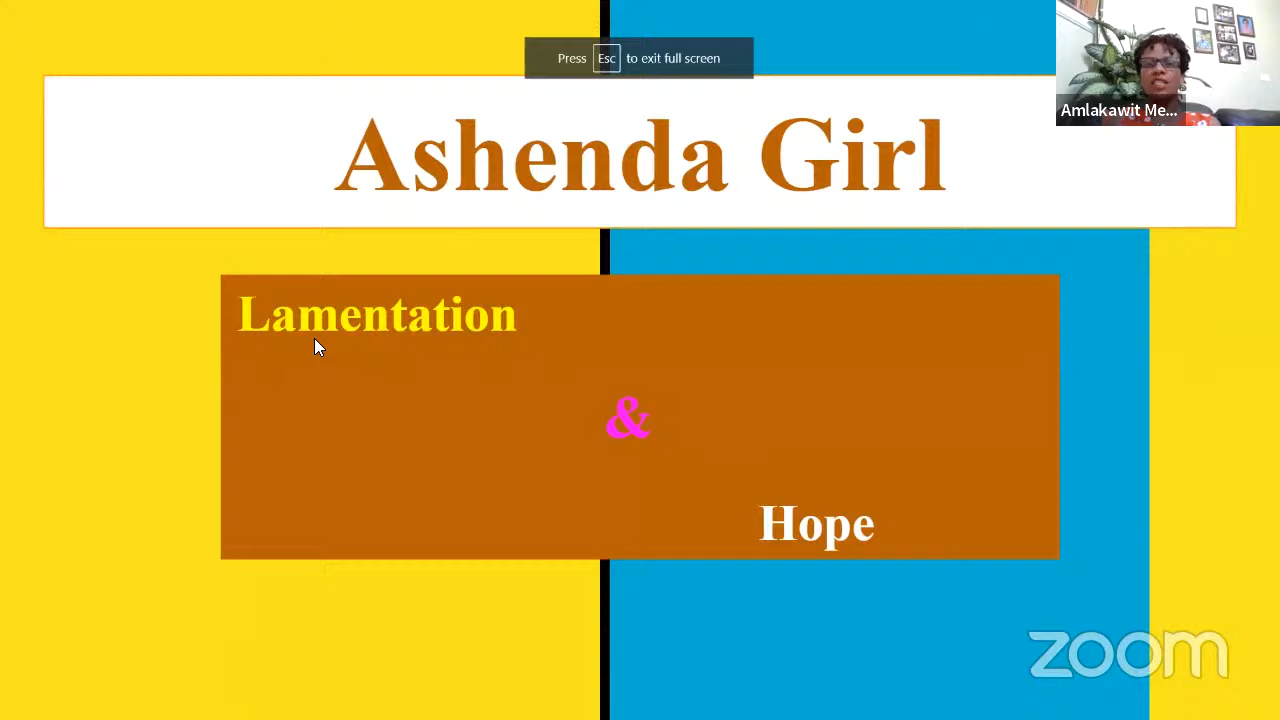 Press Esc to exit full screen
Amlakawit Me...
Ashenda Girl
Lamentation
&
Hope
zoom